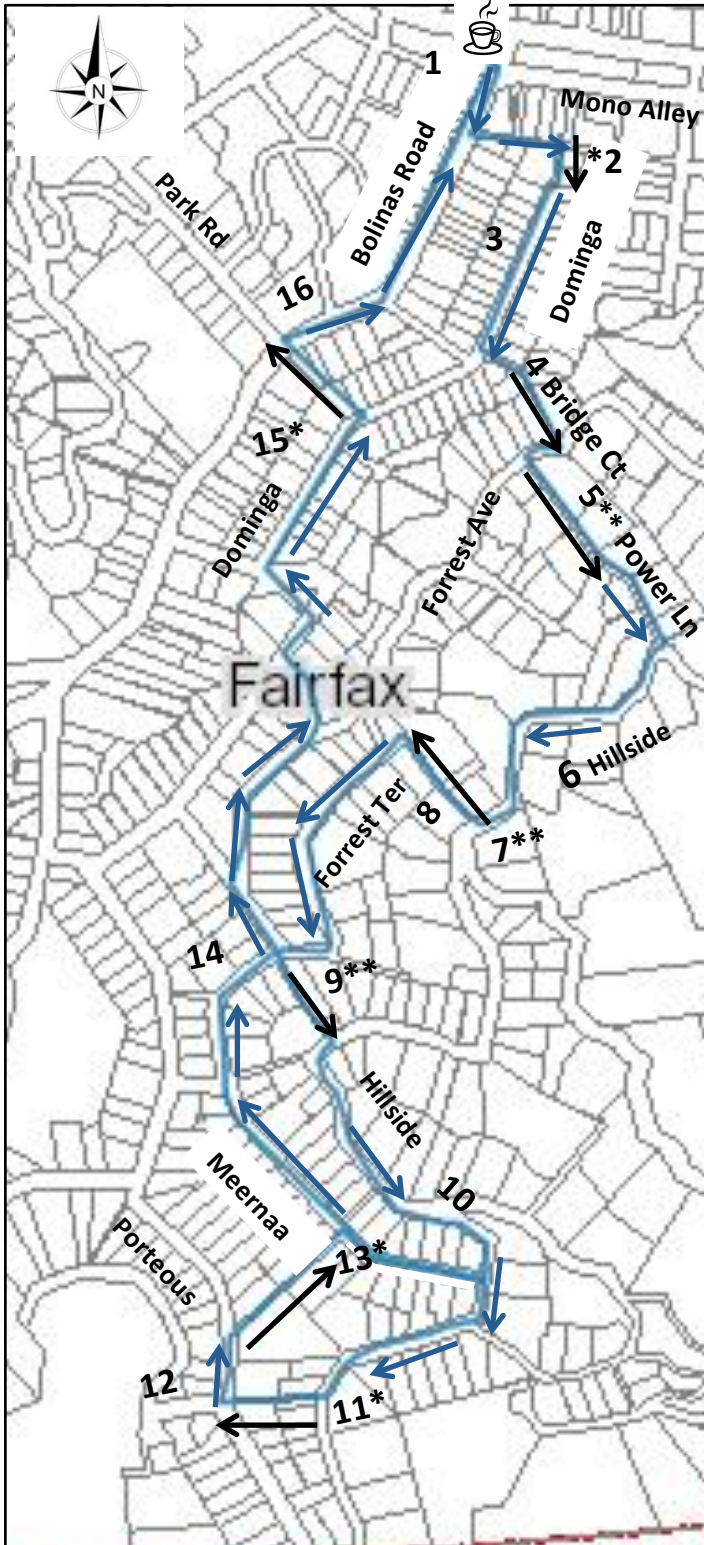 N
1
Mono Alley
*2
Bolinas Road
Park Rd
3
Dominga
16
4 Bridge Ct
15*
5** Power Ln
Dominga
Forrest Ave
Fairfax
6 Hillside
8
7**
Forrest Ter
14
9**
Hillside
10
Meernaa
Porteous
13*
12
11*